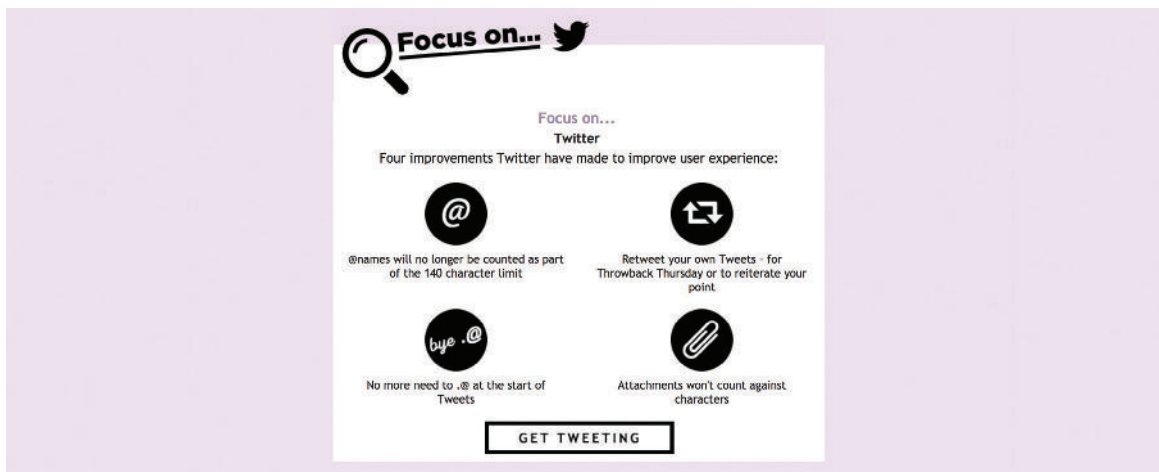 Focus on...
Focus on...
Twitter
Four improvements Twitter have made to improve user experience:
@
@names will no longer be counted as part
of the 140 character limit
Retweet your own Tweets - for
Throwback Thursday or to reiterate your
point
bye .@
No more need to .@ at the start of
Tweets
Attachments won't count against
characters
GET TWEETING